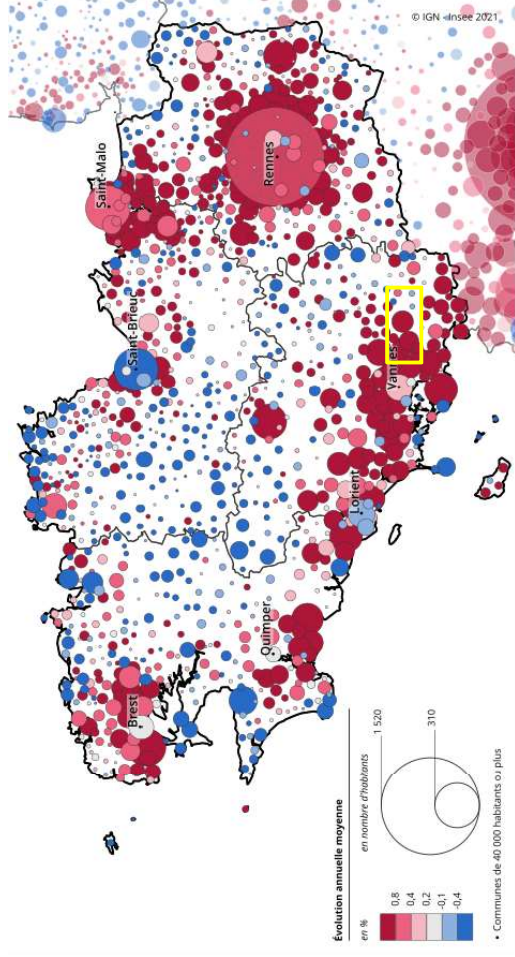 © IGN - Insee 2021
Saint-Malo
Rennes
Saint-Brieuc
Vannes
Lorient
Quimper
Brest
Évolution annuelle moyenne
en %
en nombre d'habitants
0,8
0,4
0,2
-0,1
-0,4
1 520
310
• Communes de 40 000 habitants ou plus